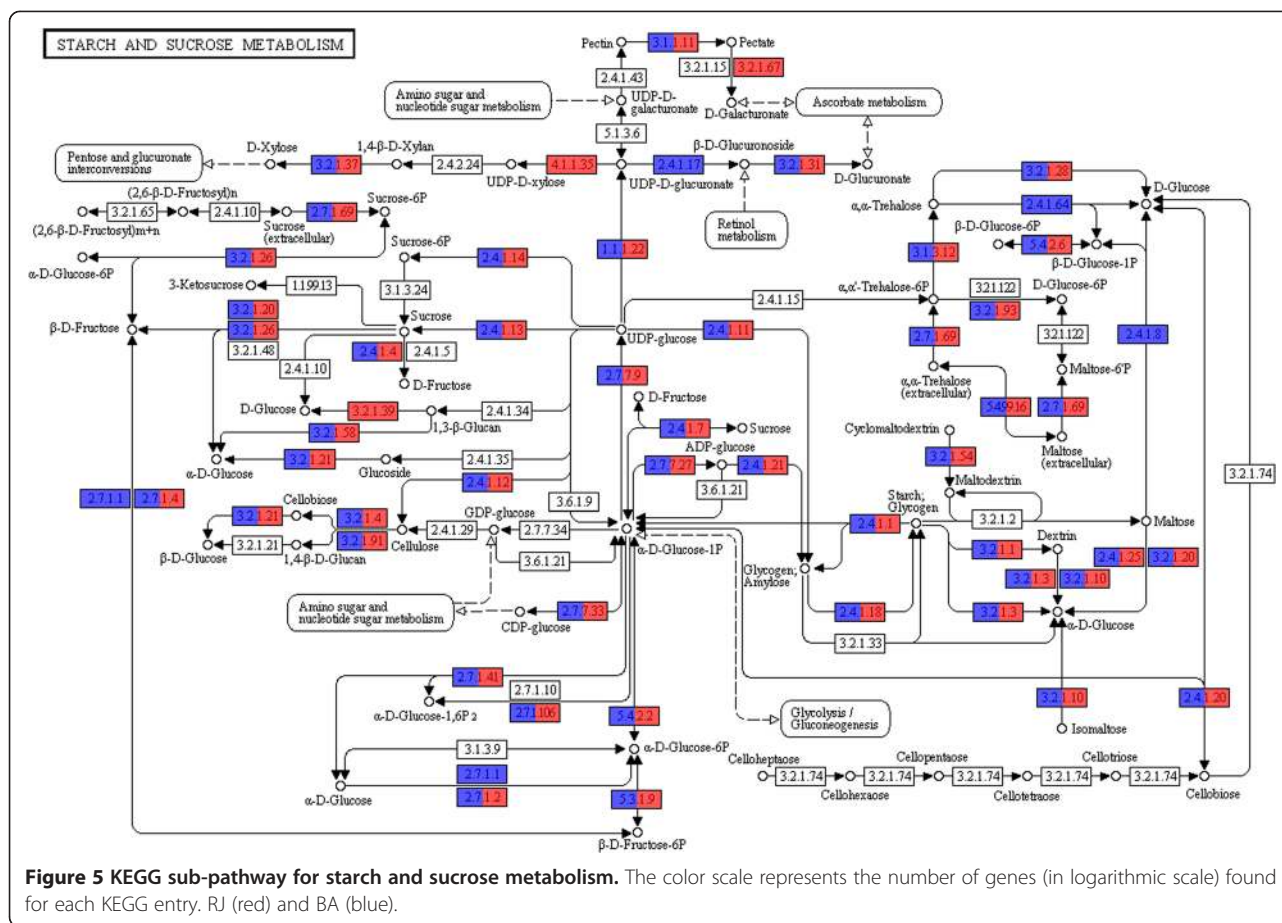 STARCH AND SUCROSE METABOLISM
Pectin
3.1.1.11
Pectate
3.2.1.15
3.2.1.67
2.4.1.43
Amino sugar and
nucleotide sugar metabolism
UDP-D-
galacturonate
D-Galacturonate
Ascorbate metabolism
5.1.3.6
D-Xylose
1,4-β-D-Xylan
β-D-Glucuronoside
Pentose and glucuronate
interconversions
3.2.1.37
2.4.2.24
4.1.1.35
2.4.1.17
3.2.1.31
UDP-D-xylose
UDP-D-glucuronate
D-Glucuronate
3.2.1.28
D-Glucose
(2,6-β-D-Fructosyl)n
Sucrose-6P
α,α-Trehalose
2.4.1.64
3.2.1.65
2.4.1.10
2.7.1.69
(2,6-β-D-Fructosyl)m+n
Sucrose
(extracellular)
Retinol
metabolism
β-D-Glucose-6P
5.4.2.6
β-D-Glucose-1P
3.2.1.26
α-D-Glucose-6P
Sucrose-6P
2.4.1.14
1.1.1.22
3.1.3.12
3-Ketosucrose
1.1.99.13
3.1.3.24
2.4.1.15
α,α'-Trehalose-6P
3.2.1.122
D-Glucose-6P
3.2.1.93
3.2.1.20
β-D-Fructose
3.2.1.26
3.2.1.48
Sucrose
2.4.1.13
UDP-glucose
2.4.1.11
2.4.1.8
3.2.1.122
2.4.1.4
2.4.1.5
2.4.1.10
D-Fructose
2.7.7.9
2.7.1.69
α,α-Trehalose
(extracellular)
Maltose-6'P
D-Fructose
D-Glucose
3.2.1.39
2.4.1.34
1,3-β-Glucan
5.4.99.16
2.7.1.69
3.2.1.58
2.4.1.7
Sucrose
Cyclomaltodextrin
Maltose
(extracellular)
3.2.1.21
α-D-Glucose
Glucoside
2.4.1.35
ADP-glucose
2.7.7.27
2.4.1.21
3.2.1.54
3.2.1.74
2.4.1.12
3.6.1.9
3.6.1.21
Maltodextrin
2.7.1.1
2.7.1.4
Cellobiose
3.2.1.21
3.2.1.4
GDP-glucose
Starch;
Glycogen
3.2.1.2
Maltose
3.2.1.21
3.2.1.91
2.4.1.29
2.7.7.34
2.4.1.1
β-D-Glucose
1,4-β-D-Glucan
Cellulose
α-D-Glucose-1P
3.2.1.1
Dextrin
2.4.1.25
3.2.1.20
3.6.1.21
Glycogen;
Amylose
3.2.1.3
3.2.1.10
Amino sugar and
nucleotide sugar metabolism
2.7.7.33
CDP-glucose
2.4.1.18
3.2.1.3
α-D-Glucose
3.2.1.33
2.7.1.41
2.7.1.10
α-D-Glucose-1,6P2
2.7.1.106
5.4.2.2
Glycolysis /
Gluconeogenesis
3.2.1.10
2.4.1.20
Isomaltose
3.1.3.9
α-D-Glucose-6P
2.7.1.1
α-D-Glucose
2.7.1.2
5.3.1.9
β-D-Fructose-6P
Celloheptaose
Cellopentaose
Cellotriose
3.2.1.74
3.2.1.74
3.2.1.74
3.2.1.74
3.2.1.74
Cellohexaose
Cellotetraose
Cellobiose
Figure 5 KEGG sub-pathway for starch and sucrose metabolism. The color scale represents the number of genes (in logarithmic scale) found
for each KEGG entry. RJ (red) and BA (blue).